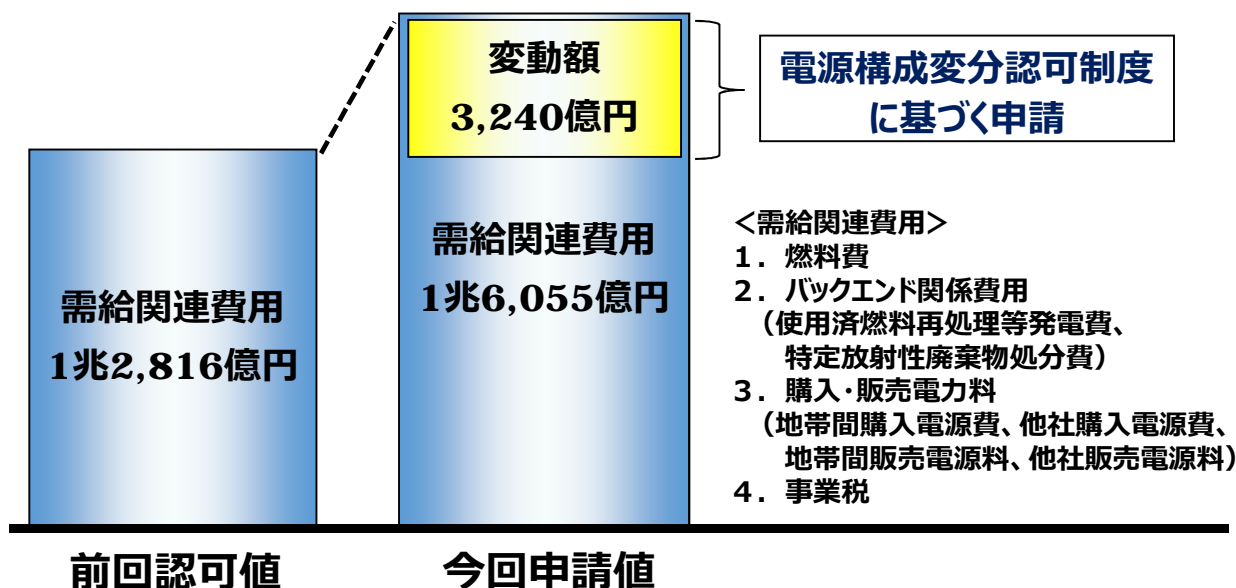 変動額
3,240億円
電源構成変分認可制度
に基づく申請
需給関連費用
1兆2,816億円
需給関連費用
1兆6,055億円
<需給関連費用>
1. 燃料費
2. バックエンド関係費用
(使用済燃料再処理等発電費、
特定放射性廃棄物処分費)
3. 購入・販売電力料
(地帯間購入電源費、他社購入電源費、
地帯間販売電源料、他社販売電源料)
4. 事業税
前回認可値
今回申請値